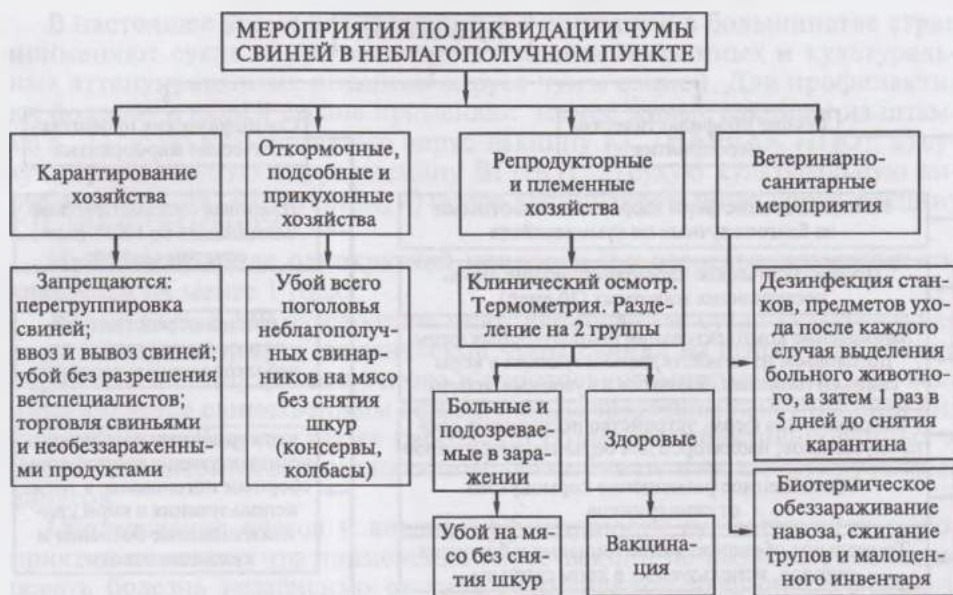 МЕРОПРИЯТИЯ ПО ЛИКВИДАЦИИ ЧУМЫ
СВИНЕЙ В НЕБЛАГОПОЛУЧНОМ ПУНКТЕ
Карантирование
хозяйства
Откормочные,
подсобные и
прикухонные
хозяйства
Репродукторные
и племенные
хозяйства
Ветеринарно-
санитарные
мероприятия
Запрещаются:
перегруппировка
свиней;
ввоз и вывоз свиней;
убой без разрешения
ветспециалистов;
торговля свиньями
и необеззараженны-
ми продуктами
Убой всего
поголовья
неблагополуч-
ных свинар-
ников на мясо
без снятия
шкур
(консервы,
колбасы)
Клинический осмотр.
Термометрия. Разде-
ление на 2 группы
Больные и
подозревае-
мые в зара-
жении
Здоровые
Убой на мя-
со без сня-
тия шкур
Вакцина-
ция
Дезинфекция стан-
ков, предметов ухо-
да после каждого
случая выделения
больного животно-
го, а затем 1 раз в
5 дней до снятия
карантина
Биотермическое
обеззараживание
навоза, сжигание
трупов и малоцен-
ного инвентаря